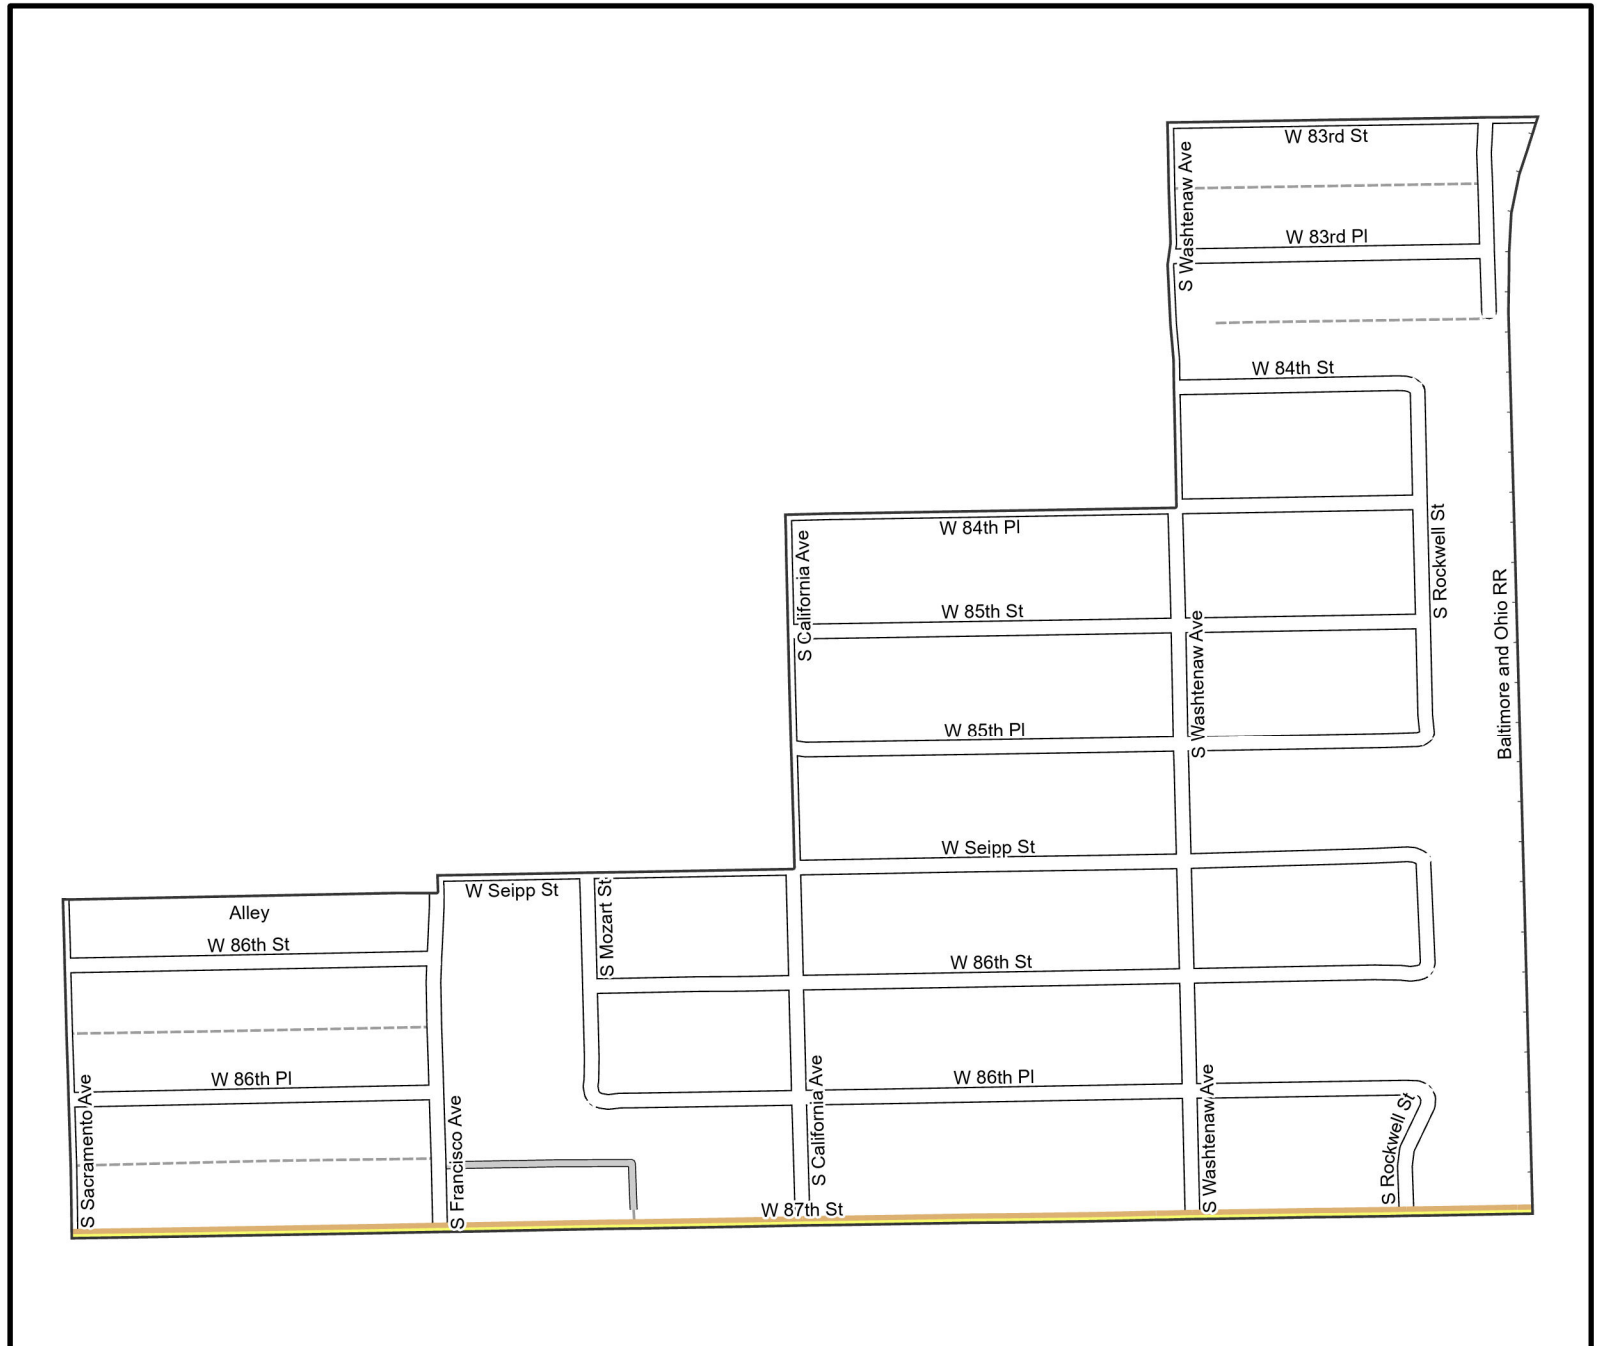 W 83rd St
S Washtenaw Ave
W 83rd Pl
W 84th St
W 84th Pl
S California Ave
S Rockwell St
W 85th St
Baltimore and Ohio RR
S Washtenaw Ave
W 85th Pl
W Seipp St
W Seipp St
S Mozart St
Alley
W 86th St
W 86th St
W 86th Pl
W 86th Pl
S Sacramento Ave
S Francisco Ave
S California Ave
S Washtenaw Ave
S Rockwell St
W 87th St